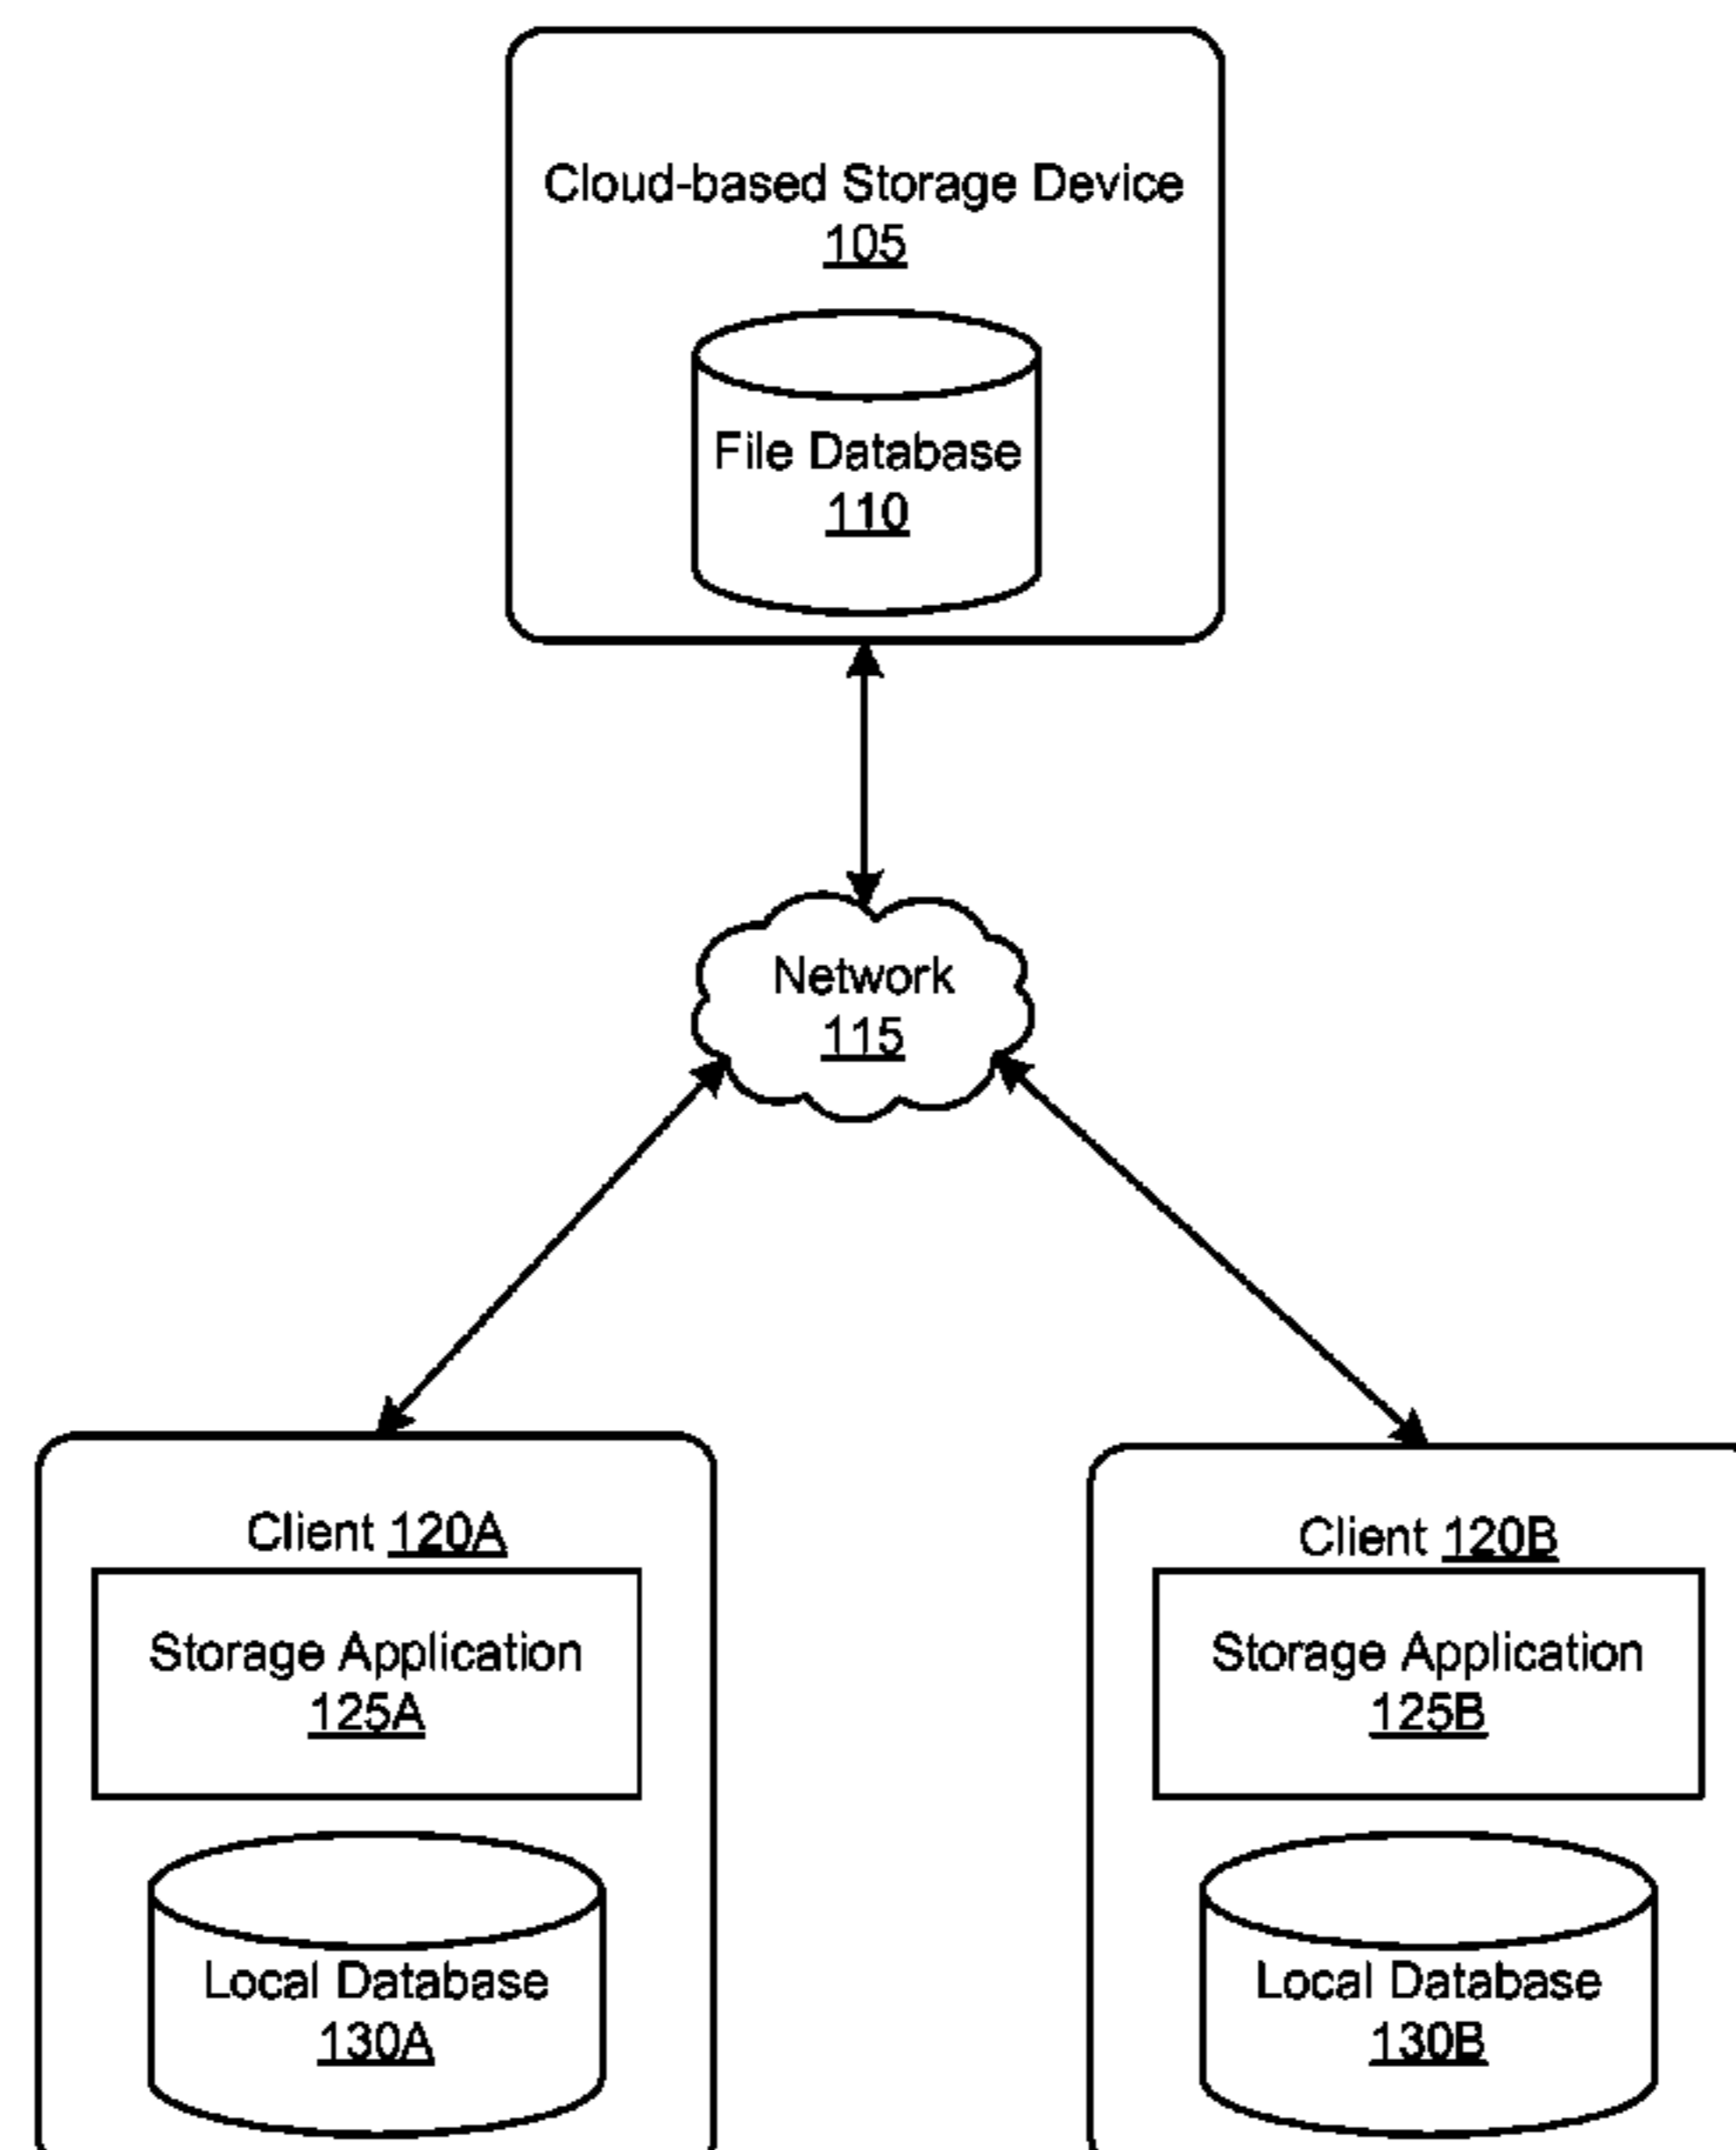 Cloud-based Storage Device
105
File Database
110
Network
115
Client 120A
Storage Application
125A
Local Database
130A
Client 120B
Storage Application
125B
Local Database
130B